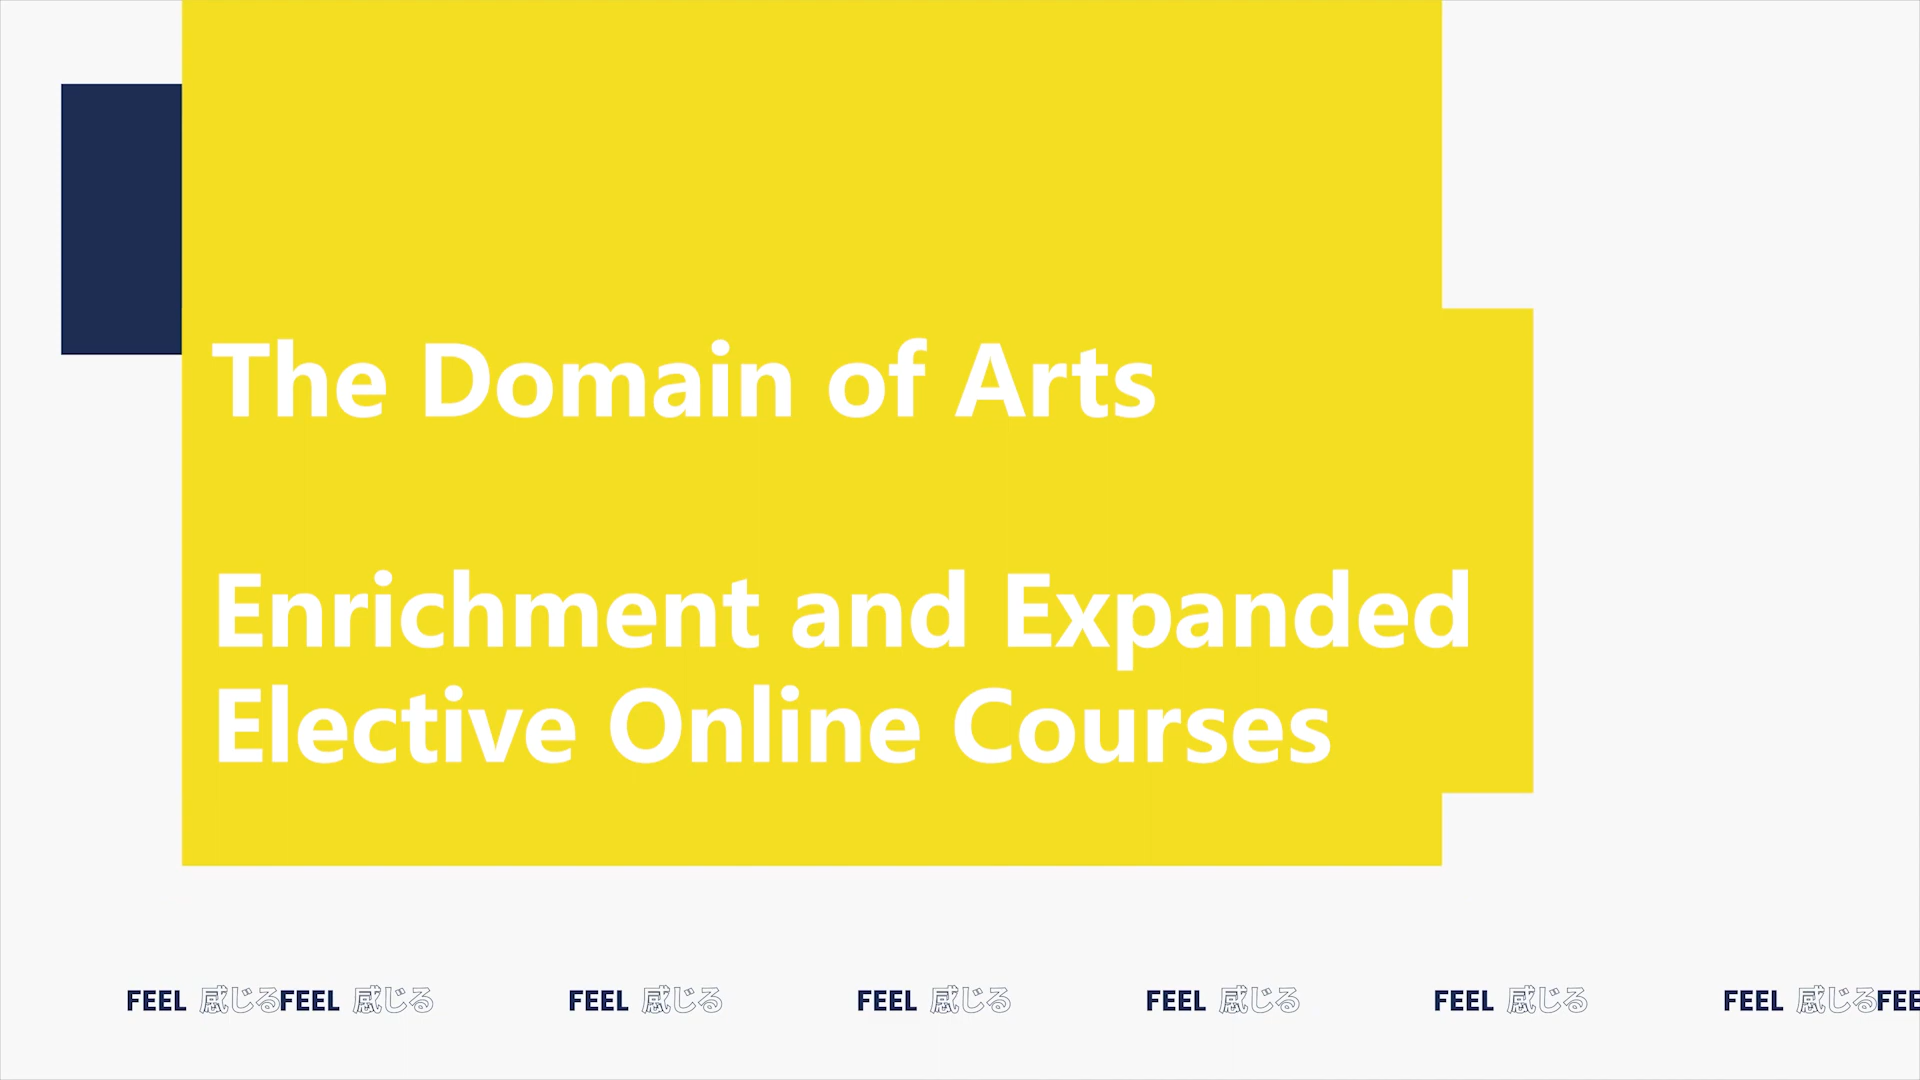 The Domain of Arts
Enrichment and Expanded
Elective Online Courses
FEEL 感じるFEEL 感じる FEEL 感じる FEEL 感じる FEEL 感じる FEEL 感じる FEEL 感じるFEE